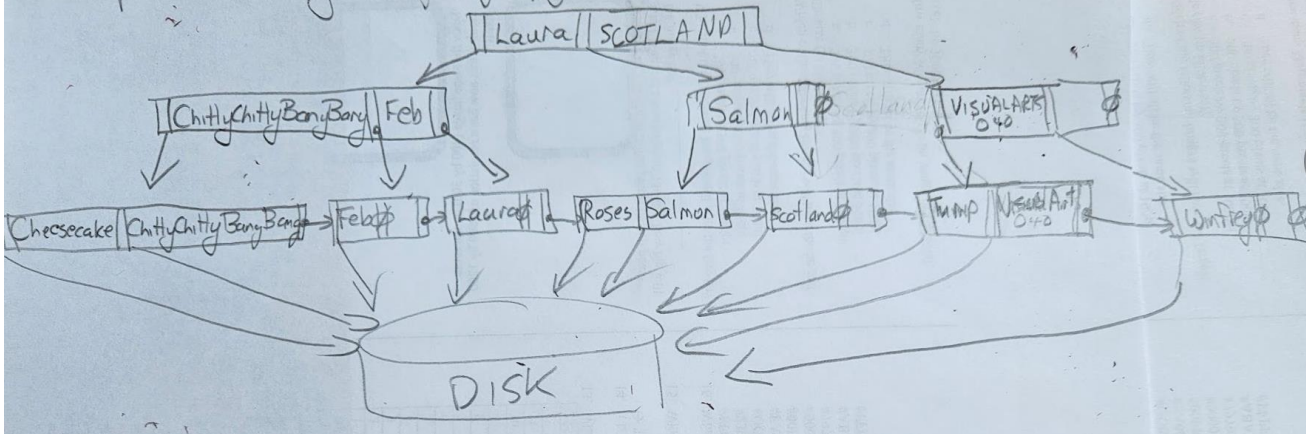 Laura SCOTLAND
ChittyChittyBangBang Feb
Salmon ∅ Scotland
VISUALARTS ∅
040
Cheesecake ChittyChittyBangBang Feb ∅ Laura ∅ Roses Salmon Scotland ∅ Trump VisualArt Winfrey ∅ ∅
040
DISK